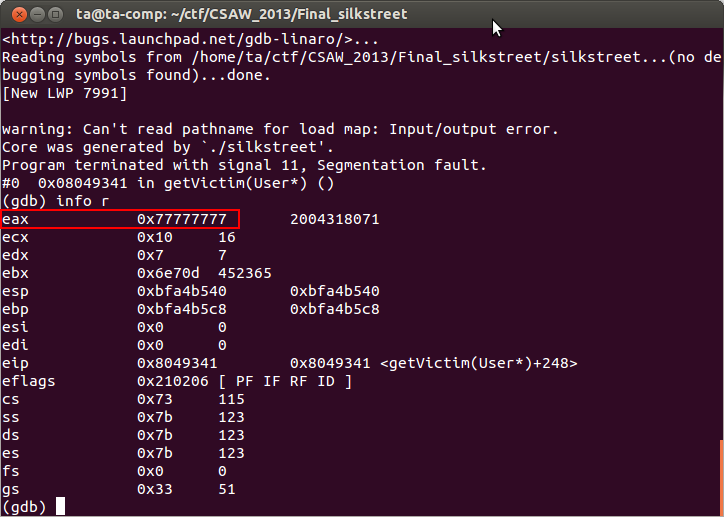 ta@ta-comp: ~/ctf/CSAW_2013/Final_silkstreet
<http://bugs.launchpad.net/gdb-linaro/>...
Reading symbols from /home/ta/ctf/CSAW_2013/Final_silkstreet/silkstreet...(no de
bugging symbols found)...done.
[New LWP 7991]
warning: Can't read pathname for load map: Input/output error.
Core was generated by `./silkstreet'.
Program terminated with signal 11, Segmentation fault.
#0  0x08049341 in getVictim(User*) ()
(gdb) info r
eax            0x77777777       2004318071
ecx            0x10     16
edx            0x7      7
ebx            0x6e70d  452365
esp            0xbfa4b540       0xbfa4b540
ebp            0xbfa4b5c8       0xbfa4b5c8
esi            0x0      0
edi            0x0      0
eip            0x8049341        0x8049341 <getVictim(User*)+248>
eflags         0x210206 [ PF IF RF ID ]
cs             0x73     115
ss             0x7b     123
ds             0x7b     123
es             0x7b     123
fs             0x0      0
gs             0x33     51
(gdb)